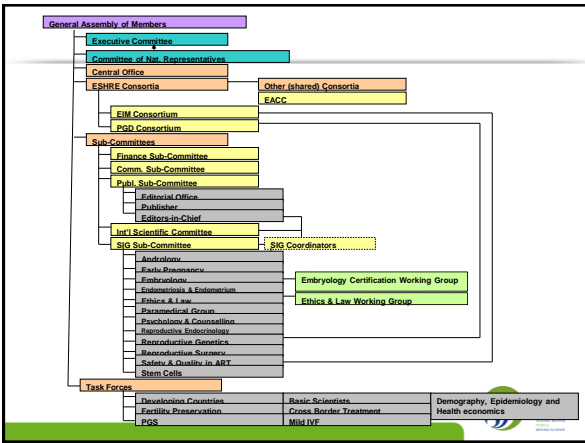 General Assembly of Members
Executive Committee
Committee of Nat. Representatives
Central Office
ESHRE Consortia
Other (shared) Consortia
EACC
EIM Consortium
PGD Consortium
Sub-Committees
Finance Sub-Committee
Comm. Sub-Committee
Publ. Sub-Committee
Editorial Office
Publisher
Editors-in-Chief
Int'l Scientific Committee
SIG Sub-Committee
SIG Coordinators
Andrology
Early Pregnancy
Embryology
Embryology Certification Working Group
Endometriosis & Endometrium
Ethics & Law
Ethics & Law Working Group
Paramedical Group
Psychology & Counselling
Reproductive Endocrinology
Reproductive Genetics
Reproductive Surgery
Safety & Quality in ART
Stem Cells
Task Forces
Developing Countries
Basic Scientists
Demography, Epidemiology and
Health economics
Fertility Preservation
Cross Border Treatment
PGS
Mild IVF